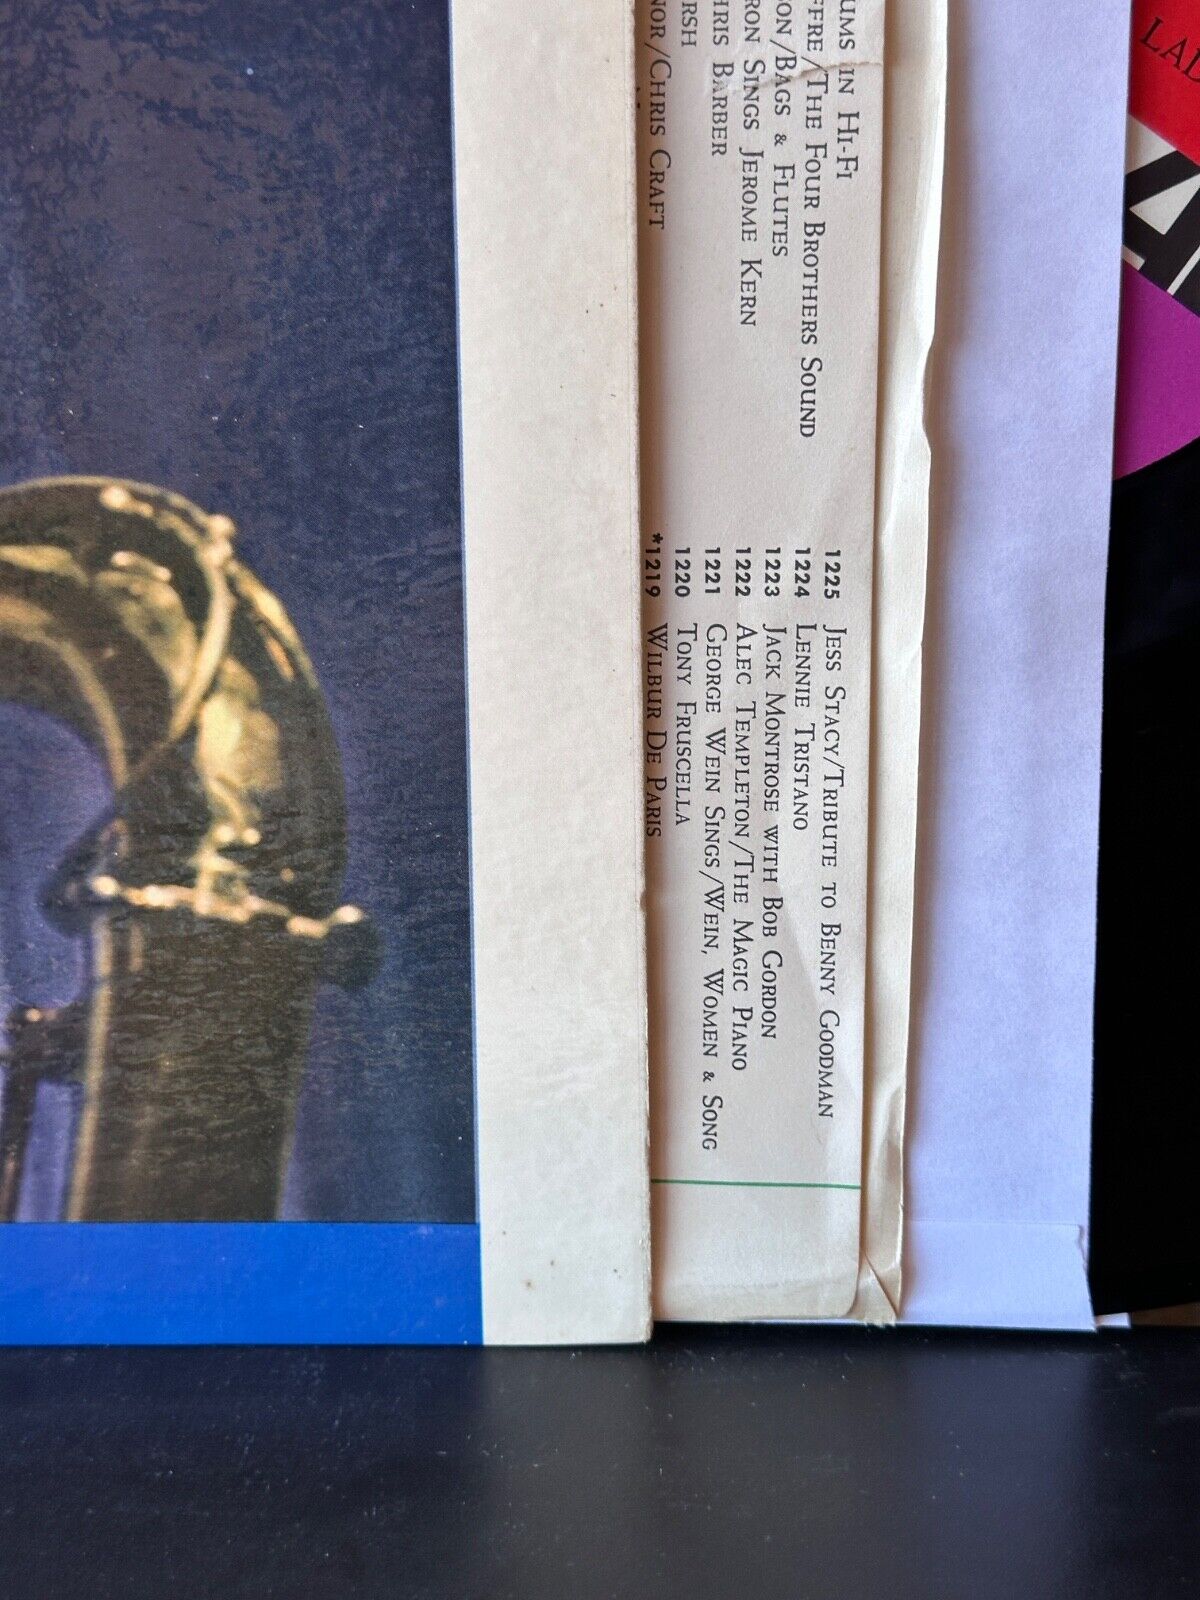 UMS IN HI-FI
FFRE/THE FOUR BROTHERS SOUND
SON/BAGS & FLUTES
RON SINGS JEROME KERN
HRIS BARBER
RSH
NOR/CHRIS CRAFT
1225 JESS STACY/TRIBUTE TO BENNY GOODMAN
1224 LENNIE TRISTANO
1223 JACK MONTROSE WITH BOB GORDON
1222 ALEC TEMPLETON/THE MAGIC PIANO
1221 GEORGE WEIN SINGS/WEIN, WOMEN & SONG
1220 TONY FRUSCELLA
*1219 WILBUR DE PARIS
LAD